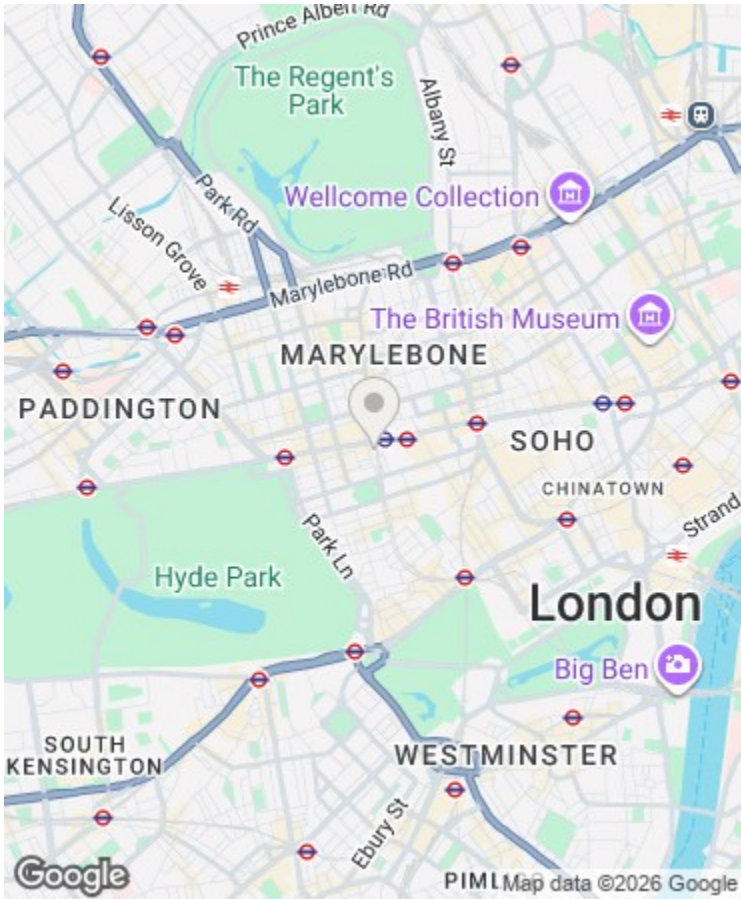 Prince Albert Rd
The Regent's
Park
Albany St
Wellcome Collection
Park Rd
Lisson Grove
Marylebone Rd
The British Museum
MARYLEBONE
PADDINGTON
SOHO
CHINATOWN
Strand
Park Ln
Hyde Park
London
Big Ben
SOUTH
KENSINGTON
WESTMINSTER
Ebury St
Google
Map data ©2026 Google